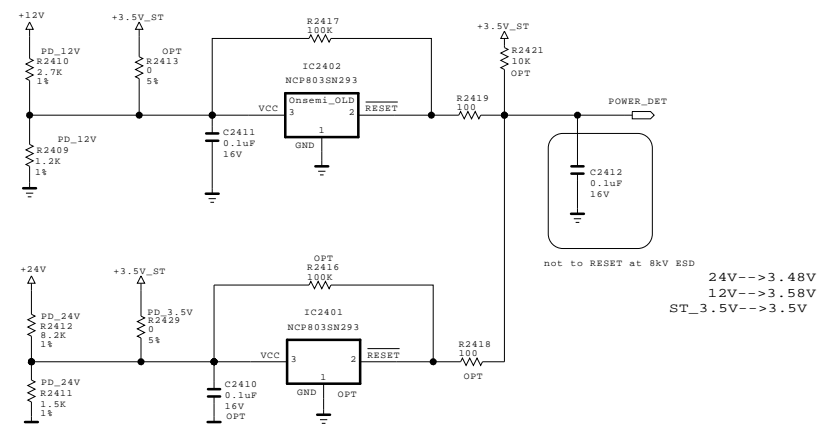 +12V
+3.5V_ST
R2417
100K
+3.5V_ST
PD_12V
R2410
2.7K
1%
OPT
R2413
0
5%
R2421
10K
OPT
IC2402
NCP803SN293
Onsemi_OLD
VCC
3
2
RESET
1
GND
R2419
100
POWER_DET
PD_12V
R2409
1.2K
1%
C2411
0.1uF
16V
C2412
0.1uF
16V
not to RESET at 8kV ESD
24V-->3.48V
12V-->3.58V
ST_3.5V-->3.5V
+24V
+3.5V_ST
OPT
R2416
100K
PD_24V
R2412
8.2K
1%
PD_3.5V
R2429
0
5%
IC2401
NCP803SN293
VCC
3
2
RESET
1
GND
OPT
R2418
100
OPT
PD_24V
R2411
1.5K
1%
C2410
0.1uF
16V
OPT